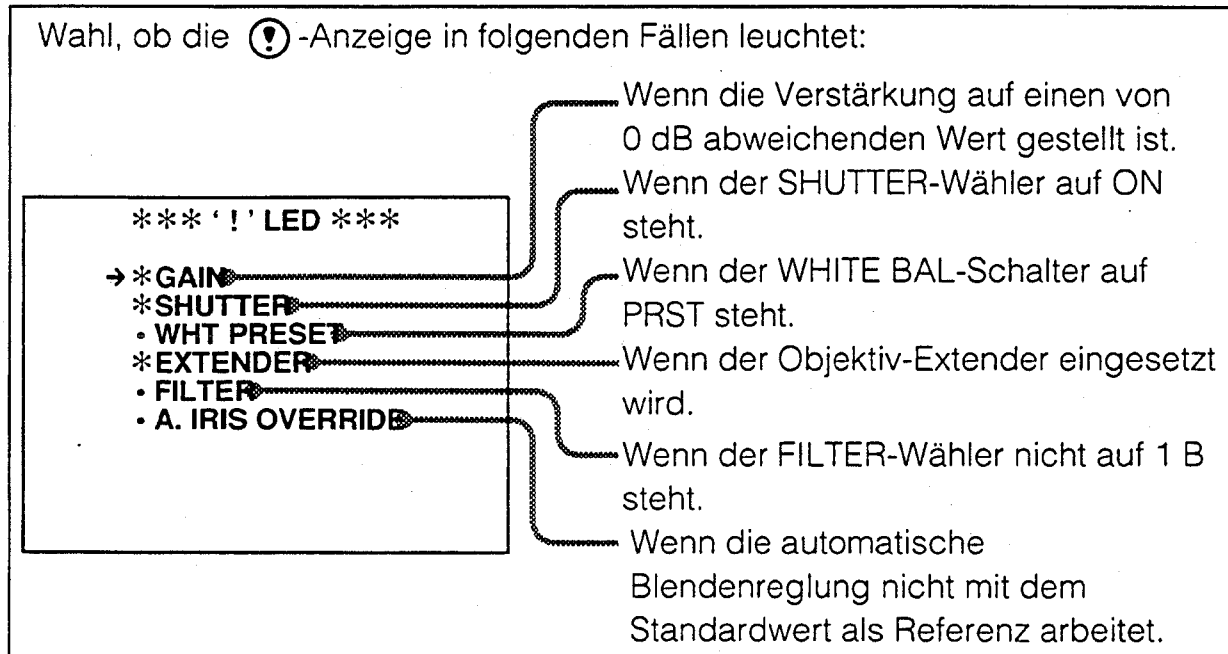 Wahl, ob die (!)-Anzeige in folgenden Fällen leuchtet:
*** ‘ ! ’ LED ***
→ *GAIN
*SHUTTER
· WHT PRESET
*EXTENDER
· FILTER
· A. IRIS OVERRIDE
Wenn die Verstärkung auf einen von
0 dB abweichenden Wert gestellt ist.
Wenn der SHUTTER-Wähler auf ON
steht.
Wenn der WHITE BAL-Schalter auf
PRST steht.
Wenn der Objektiv-Extender eingesetzt
wird.
Wenn der FILTER-Wähler nicht auf 1 B
steht.
Wenn die automatische
Blendenreglung nicht mit dem
Standardwert als Referenz arbeitet.